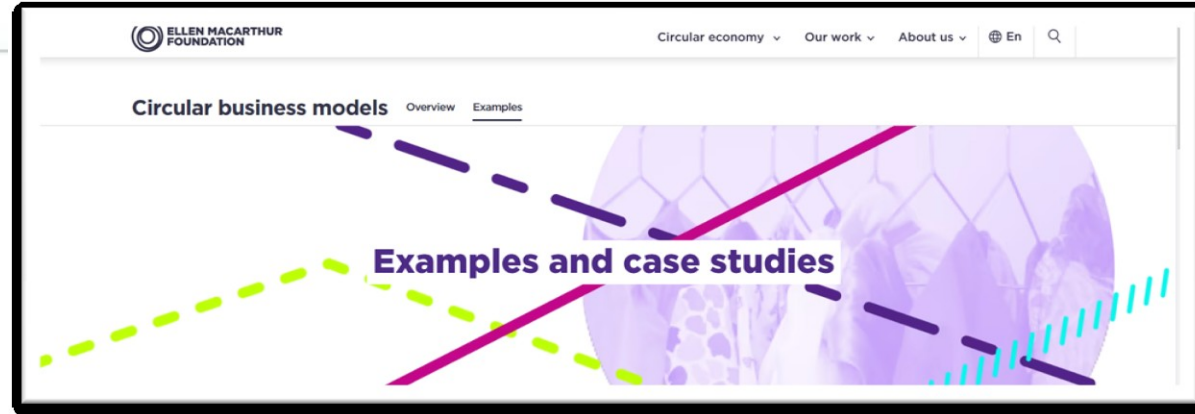 ELLEN MACARTHUR
FOUNDATION
Circular economy Our work About us En
Circular business models Overview Examples
Examples and case studies